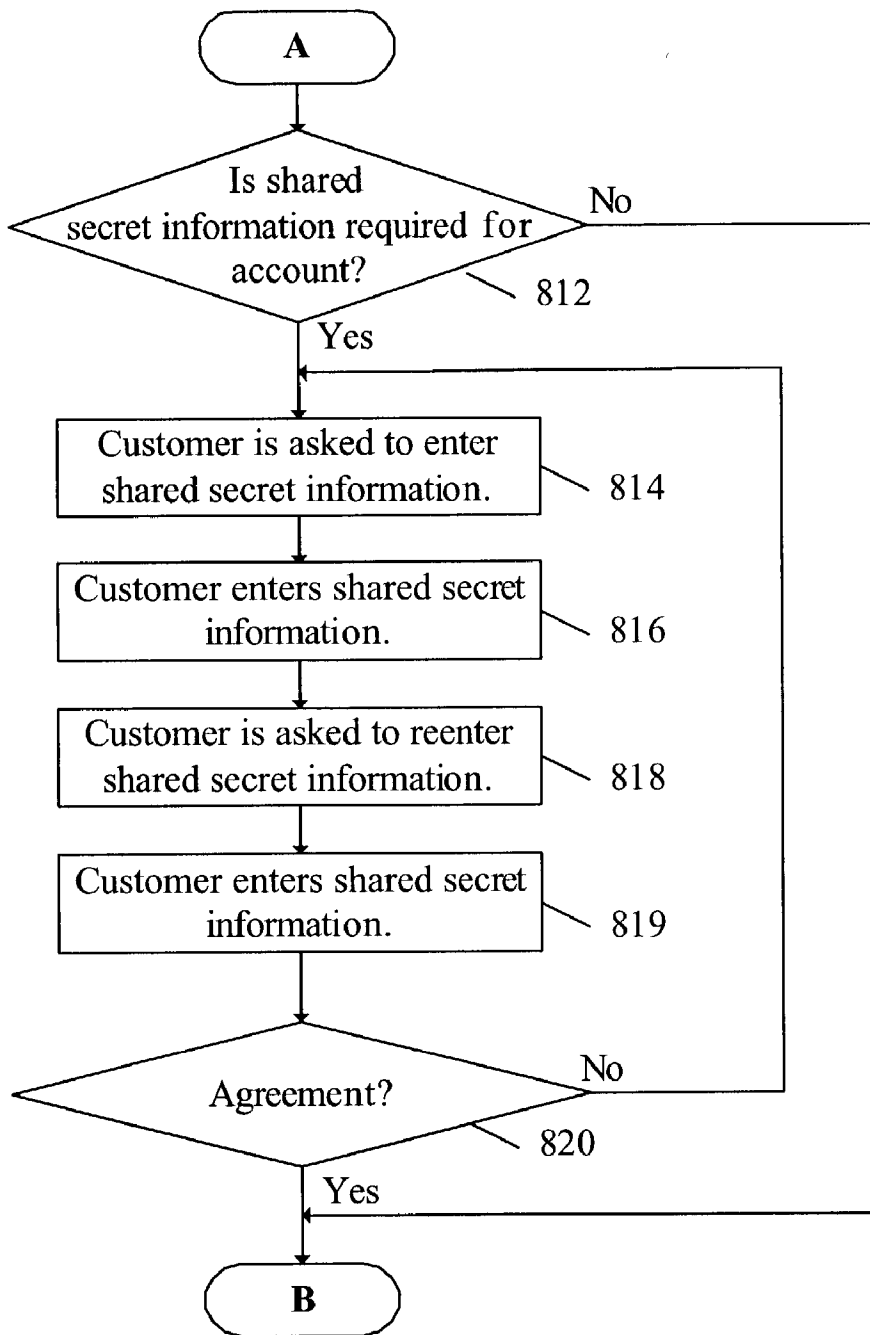 A
Is shared
secret information required for
account?
No
812
Yes
Customer is asked to enter
shared secret information.
814
Customer enters shared secret
information.
816
Customer is asked to reenter
shared secret information.
818
Customer enters shared secret
information.
819
Agreement?
No
820
Yes
B